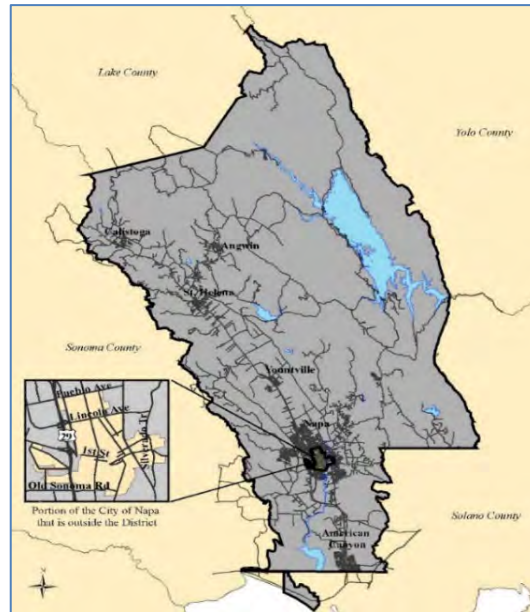 Lake County
Yolo County
Calistoga
Angwin
St. Helena
Sonoma County
Yountville
Napa
Pueblo Ave
Lincoln Ave
29
1st St
Silverado Tr
Old Sonoma Rd
Portion of the City of Napa
that is outside the District
Solano County
American
Canyon
N